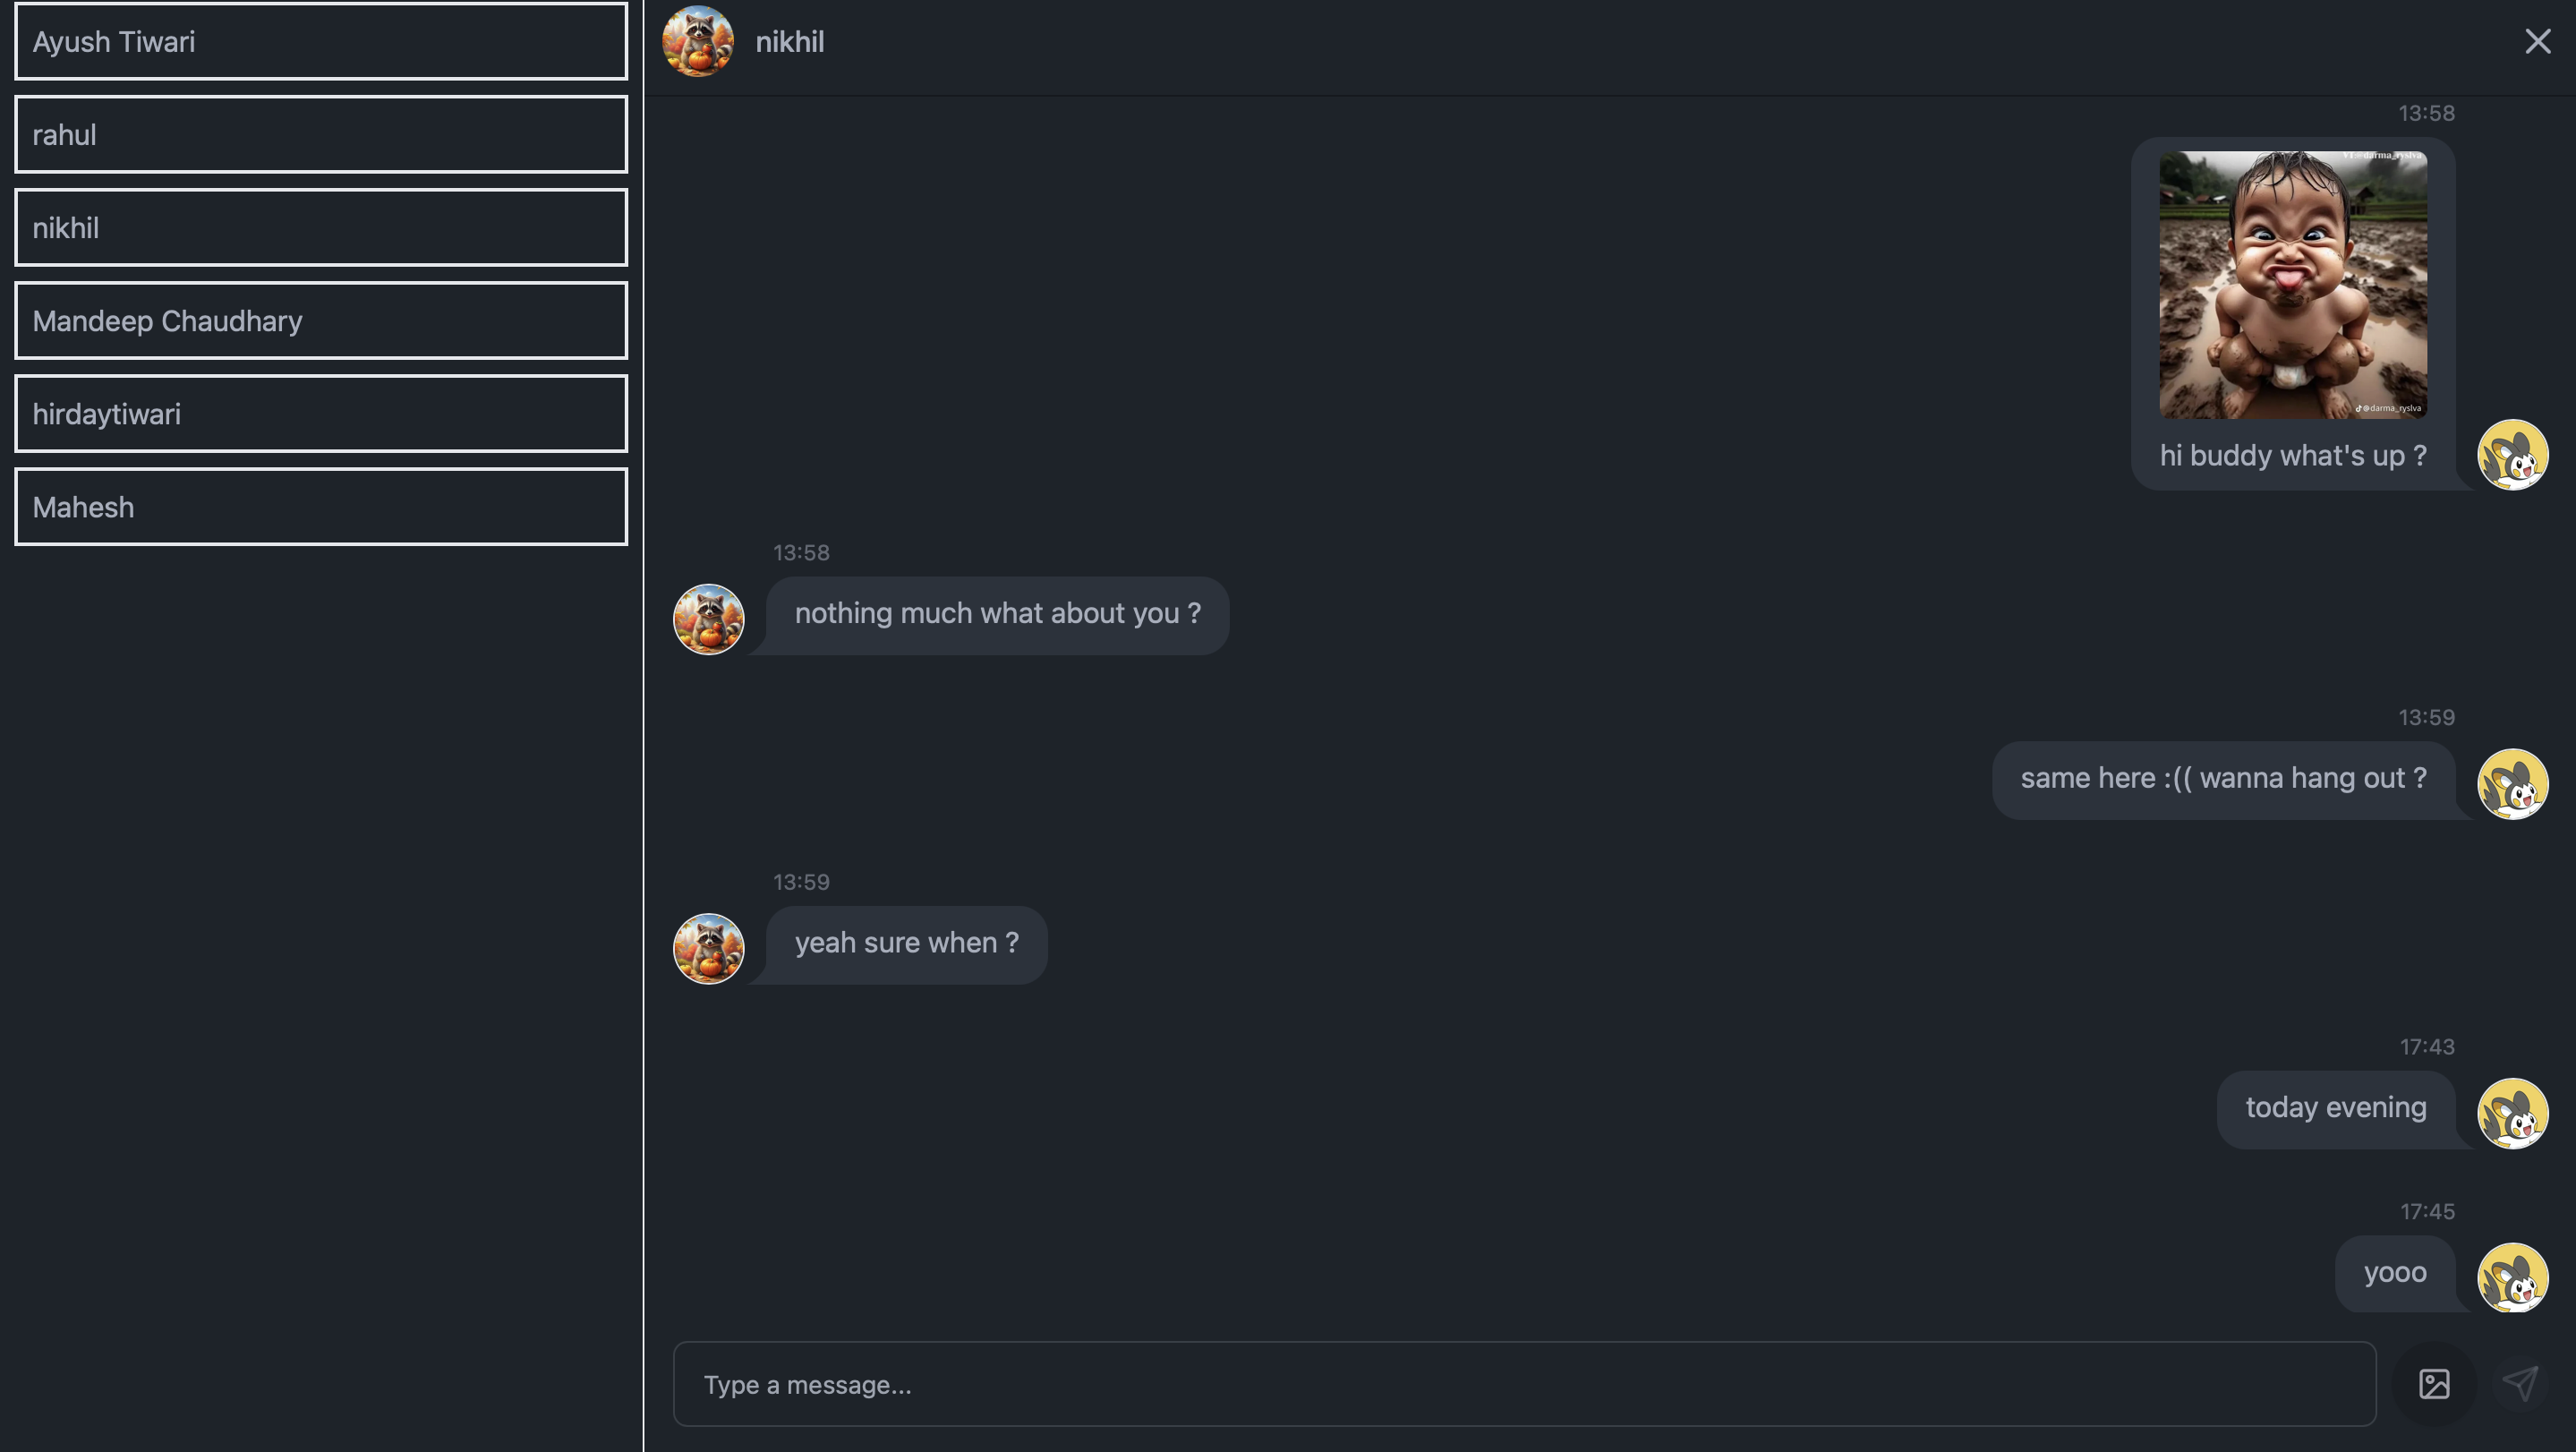 Ayush Tiwari
rahul
nikhil
Mandeep Chaudhary
hirdaytiwari
Mahesh
nikhil
13:58
@darma_ryslva
@darma_ryslva
hi buddy what's up ?
13:58
nothing much what about you ?
13:59
same here :(( wanna hang out ?
13:59
yeah sure when ?
17:43
today evening
17:45
yooo
Type a message...